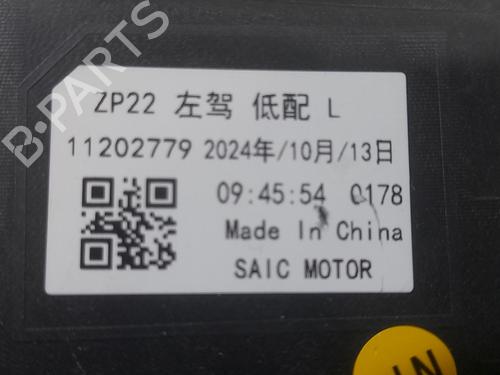 B-PARTS
ZP22 左驾 低配 L
11202779 2024年/10月/13日
09:45:54 0178
Made In China
SAIC MOTOR